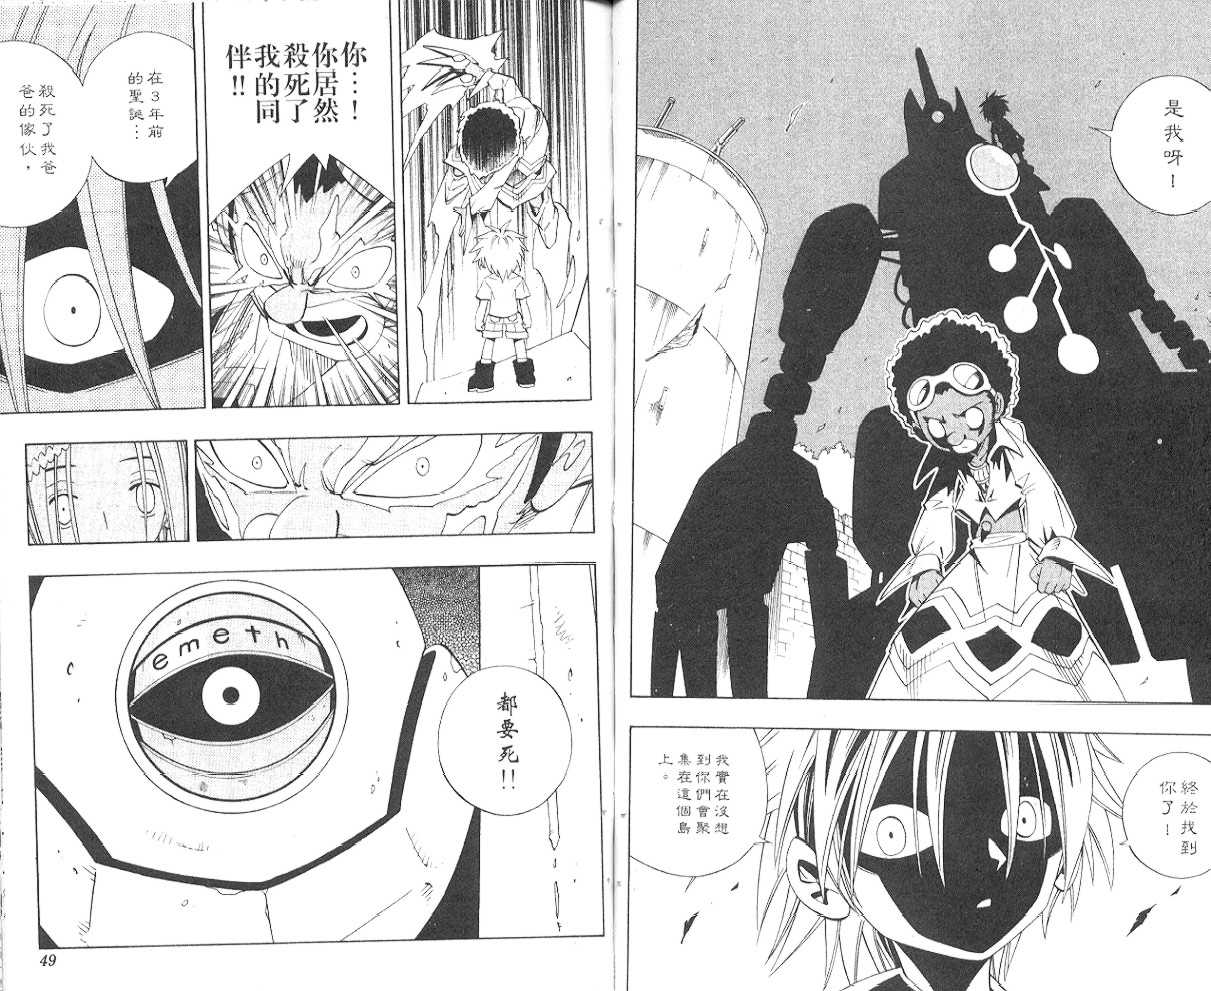 是我呀！
終於找到
你了！
我實在沒想
到你們會聚
集在這個島
上。
你…！
你居然
殺死了
我的同
伴!!
在3年前
的聖誕…
殺死了我爸
爸的傢伙，
emeth
都要死!!
49